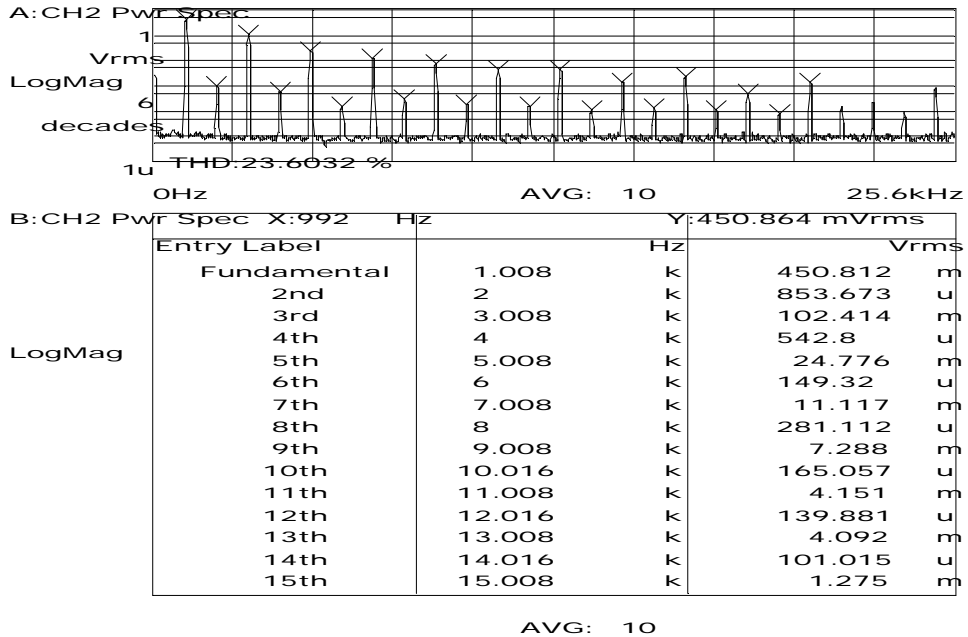 A:CH2 Pwr Spec
1
Vrms
LogMag
6
decades
1u THD:23.6032 %
0Hz AVG: 10 25.6kHz
B:CH2 Pwr Spec X:992 Hz Y:450.864 mVrms
Entry Label Hz Vrms
Fundamental 1.008 k 450.812 m
2nd 2 k 853.673 u
3rd 3.008 k 102.414 m
4th 4 k 542.8 u
LogMag
5th 5.008 k 24.776 m
6th 6 k 149.32 u
7th 7.008 k 11.117 m
8th 8 k 281.112 u
9th 9.008 k 7.288 m
10th 10.016 k 165.057 u
11th 11.008 k 4.151 m
12th 12.016 k 139.881 u
13th 13.008 k 4.092 m
14th 14.016 k 101.015 u
15th 15.008 k 1.275 m
AVG: 10